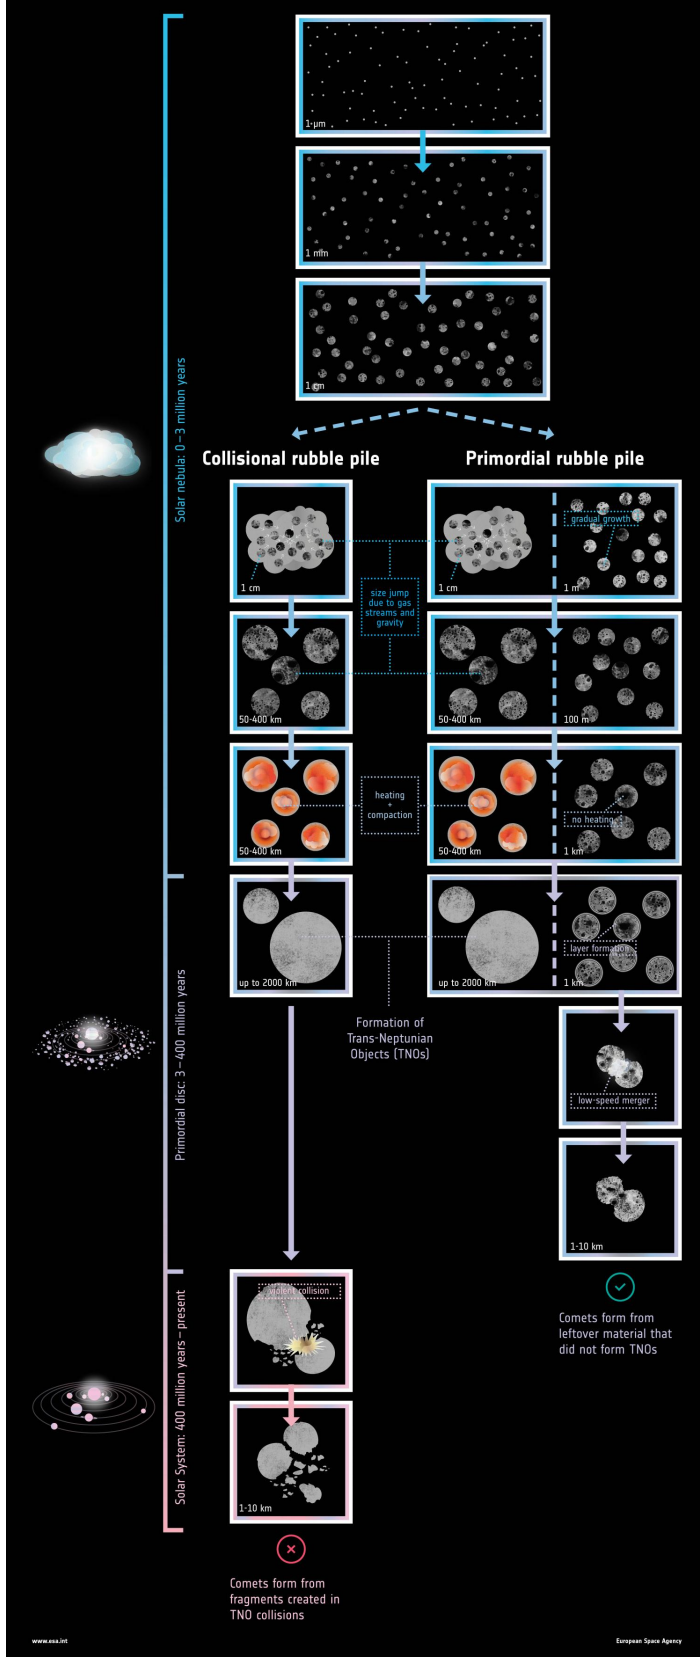 1 µm
1 mm
1 cm
Solar nebula: 0–3 million years
Collisional rubble pile
Primordial rubble pile
1 cm
size jump
due to gas
streams and
gravity
1 cm
gradual growth
1 m
50-400 km
50-400 km
100 m
50-400 km
heating
+
compaction
50-400 km
no heating
1 km
Primordial disc: 3–400 million years
up to 2000 km
up to 2000 km
layer formation
1 km
Formation of
Trans-Neptunian
Objects (TNOs)
low-speed merger
1-10 km
Comets form from
leftover material that
did not form TNOs
Solar System: 400 million years–present
violent collision
1-10 km
Comets form from
fragments created in
TNO collisions
www.esa.int
European Space Agency